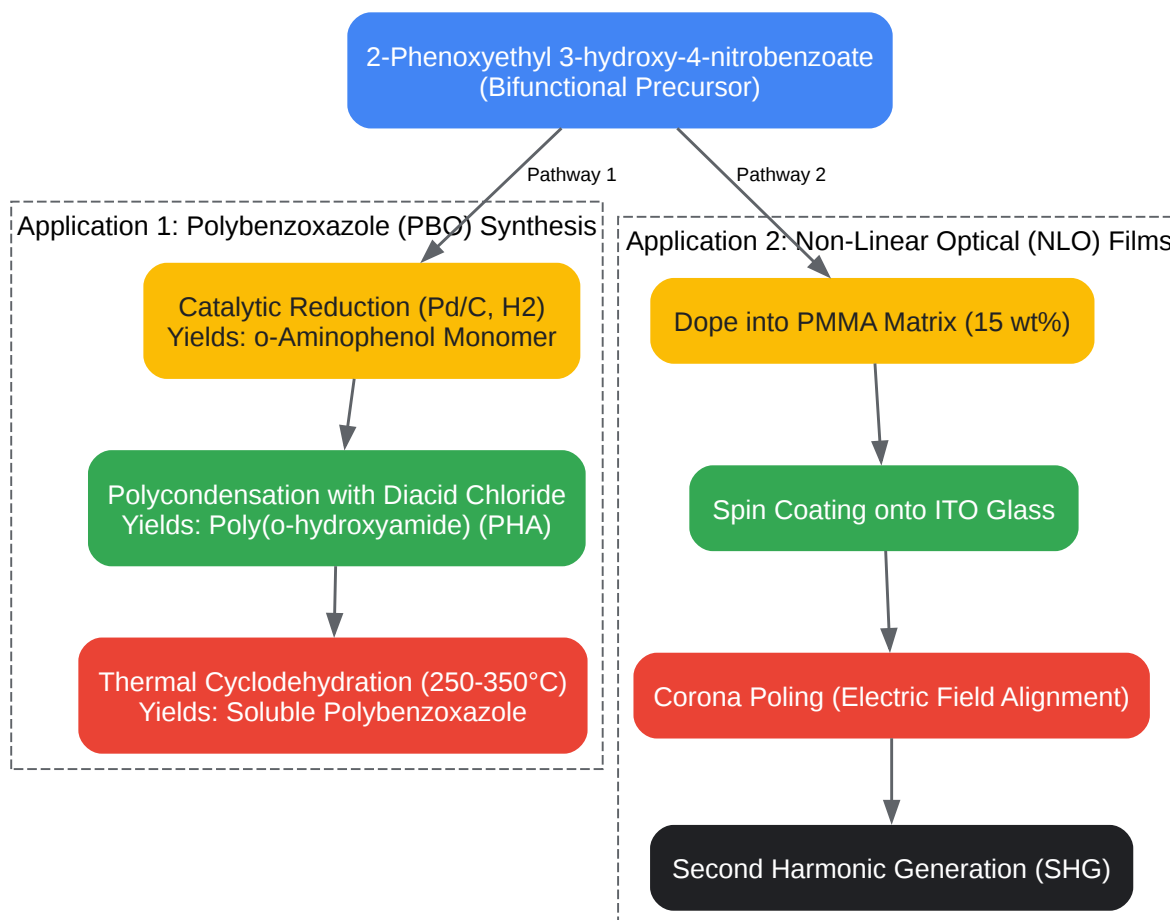 2-Phenoxyethyl 3-hydroxy-4-nitrobenzoate
(Bifunctional Precursor)
Pathway 1
Pathway 2
Application 1: Polybenzoxazole (PBO) Synthesis
Catalytic Reduction (Pd/C, H2)
Yields: o-Aminophenol Monomer
Polycondensation with Diacid Chloride
Yields: Poly(o-hydroxyamide) (PHA)
Thermal Cyclodehydration (250-350°C)
Yields: Soluble Polybenzoxazole
Application 2: Non-Linear Optical (NLO) Films
Dope into PMMA Matrix (15 wt%)
Spin Coating onto ITO Glass
Corona Poling (Electric Field Alignment)
Second Harmonic Generation (SHG)